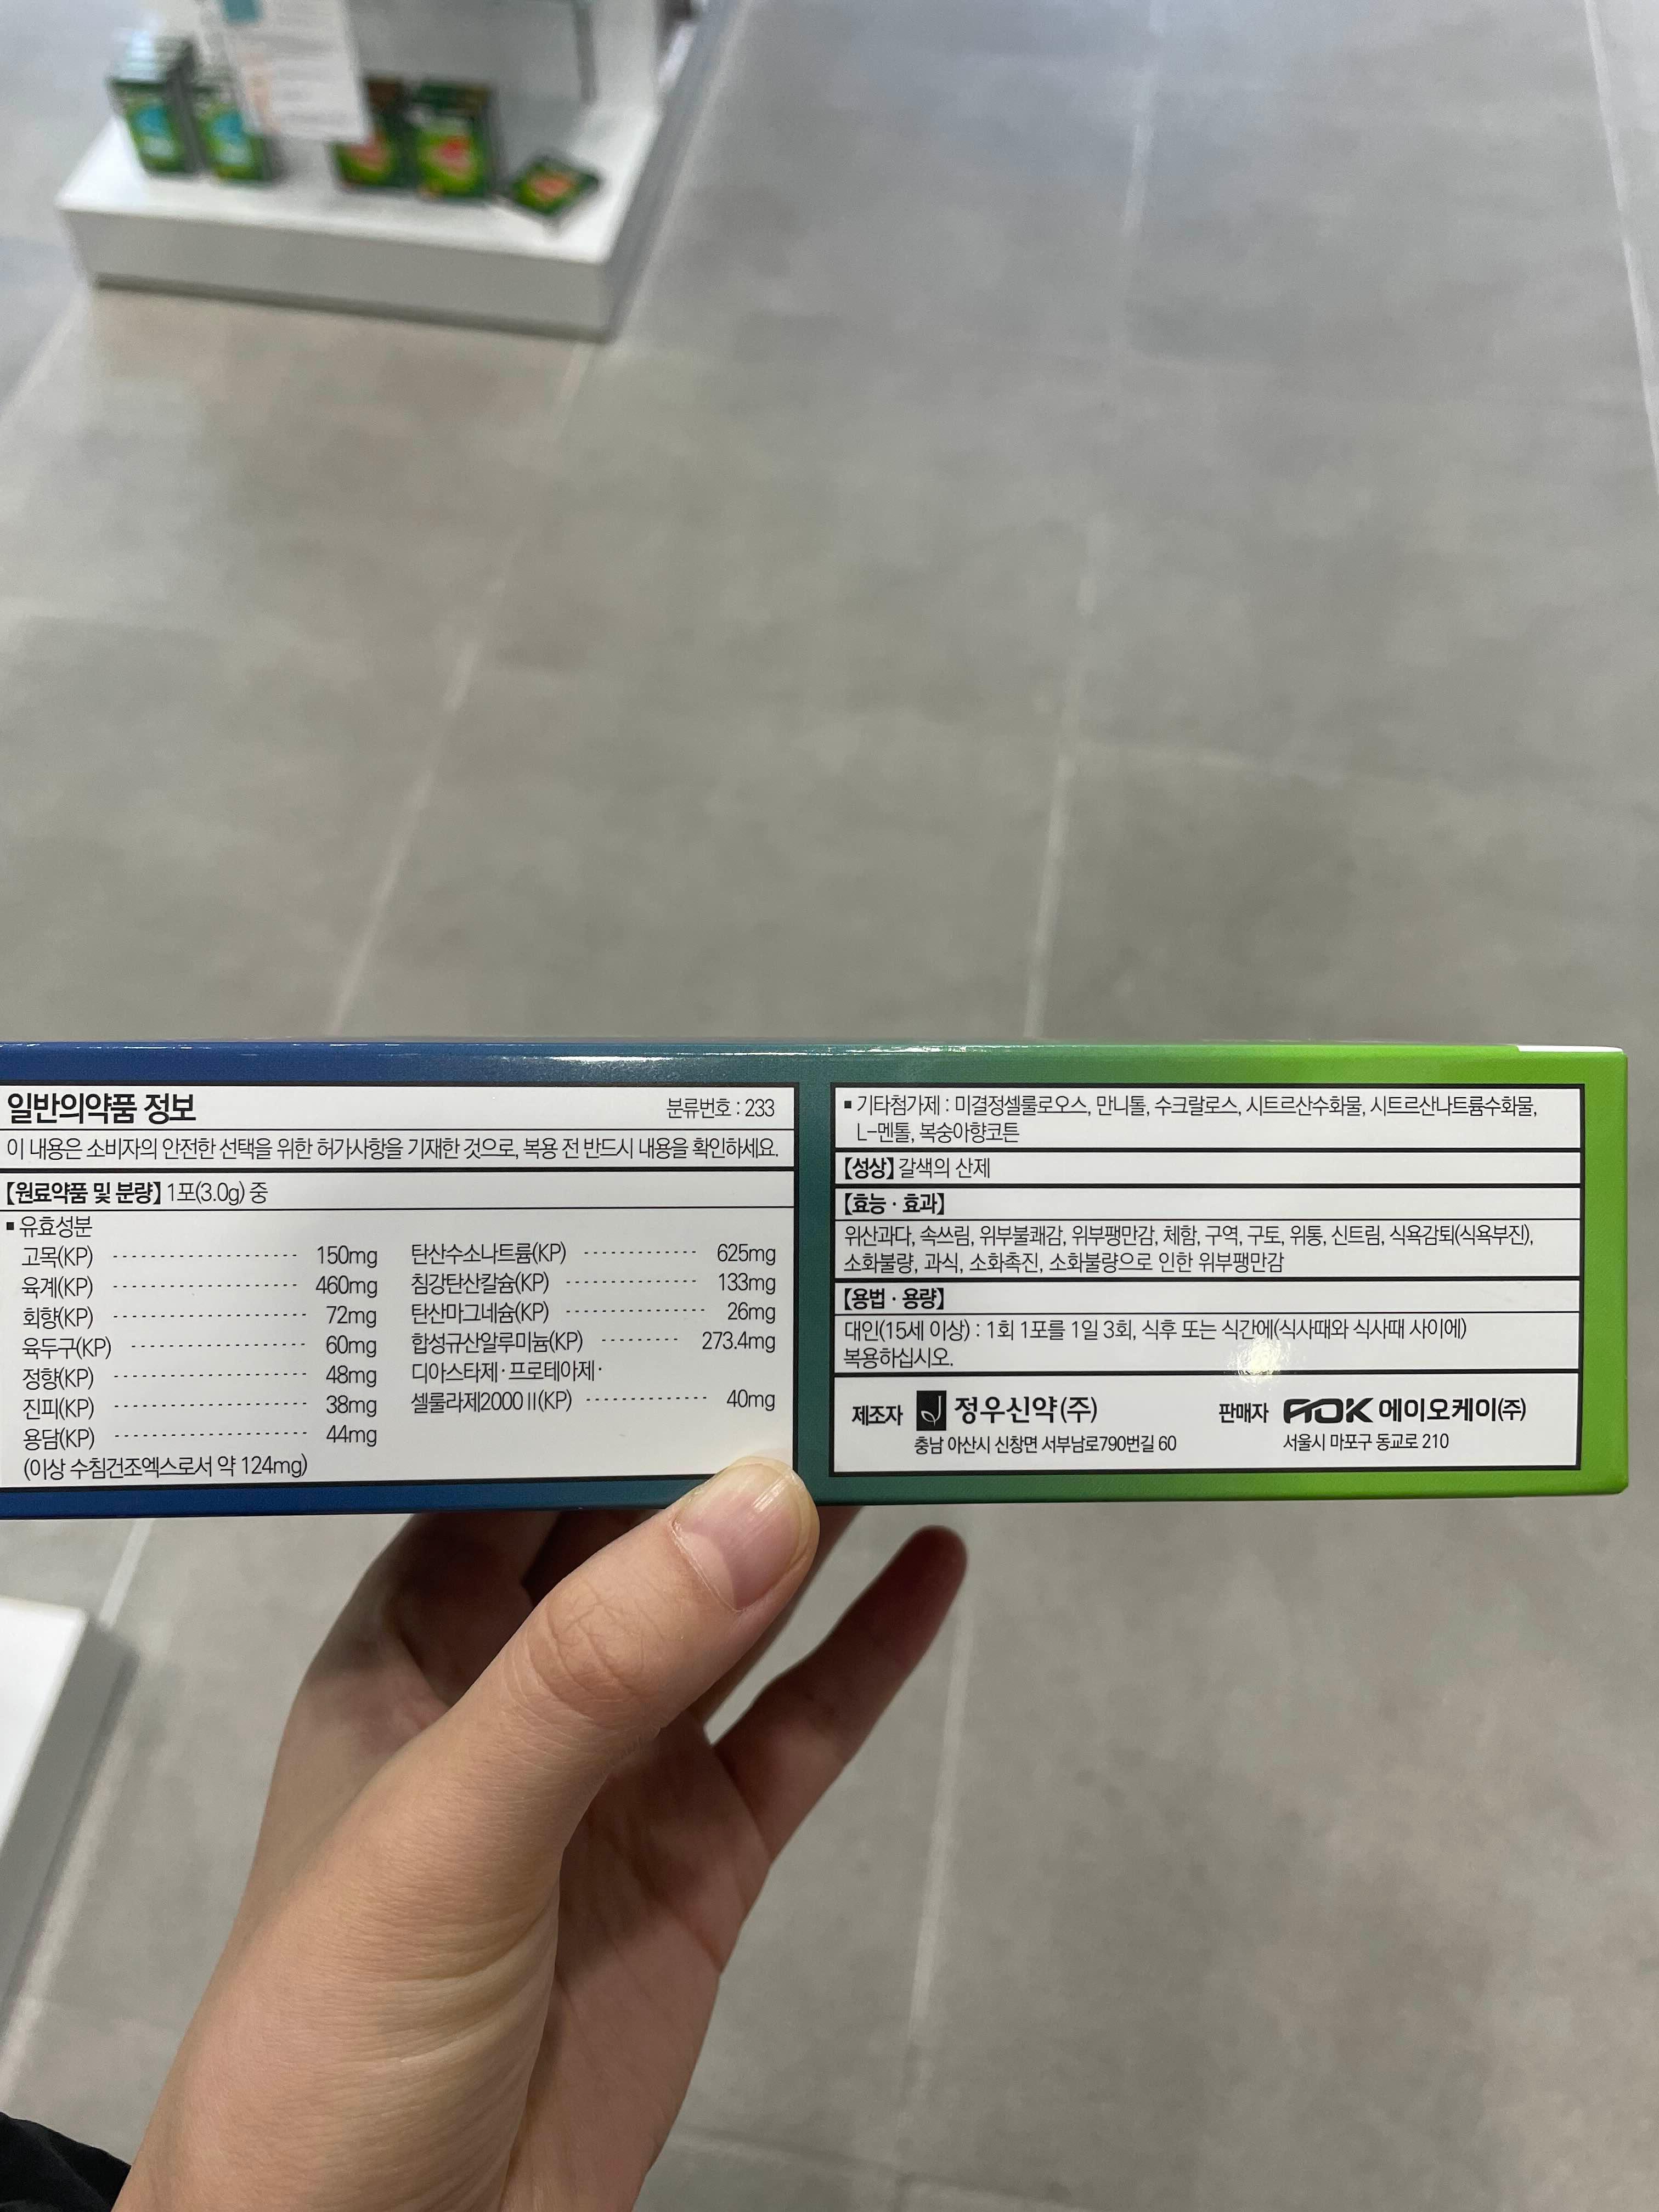 일반의약품 정보 분류번호 : 233
이 내용은 소비자의 안전한 선택을 위한 허가사항을 기재한 것으로, 복용 전 반드시 내용을 확인하세요.
【원료약품 및 분량】 1포(3.0g) 중
▪ 유효성분
고목(KP) 150mg
육계(KP) 460mg
회향(KP) 72mg
육두구(KP) 60mg
정향(KP) 48mg
진피(KP) 38mg
용담(KP) 44mg
(이상 수침건조엑스로서 약 124mg)
탄산수소나트륨(KP) 625mg
침강탄산칼슘(KP) 133mg
탄산마그네슘(KP) 26mg
합성규산알루미늄(KP) 273.4mg
디아스타제·프로테아제·
셀룰라제2000 II(KP) 40mg
▪ 기타첨가제 : 미결정셀룰로오스, 만니톨, 수크랄로스, 시트르산수화물, 시트르산나트륨수화물,
L-멘톨, 복숭아향코튼
【성상】 갈색의 산제
【효능 · 효과】
위산과다, 속쓰림, 위부불쾌감, 위부팽만감, 체함, 구역, 구토, 위통, 신트림, 식욕감퇴(식욕부진),
소화불량, 과식, 소화촉진, 소화불량으로 인한 위부팽만감
【용법 · 용량】
대인(15세 이상) : 1회 1포를 1일 3회, 식후 또는 식간에(식사때와 식사때 사이에)
복용하십시오.
제조자 정우신약(주)
충남 아산시 신창면 서부남로790번길 60
판매자 AOK 에이오케이(주)
서울시 마포구 동교로 210